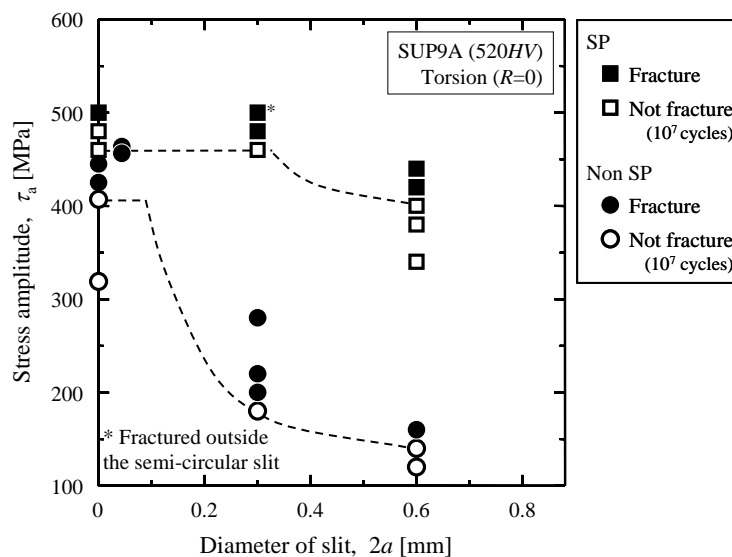 600
500
400
300
200
100
0
0.2
0.4
0.6
0.8
Stress amplitude, τa [MPa]
Diameter of slit, 2a [mm]
SUP9A (520HV)
Torsion (R=0)
*
* Fractured outside
the semi-circular slit
SP
Fracture
Not fracture
(10⁷ cycles)
Non SP
Fracture
Not fracture
(10⁷ cycles)